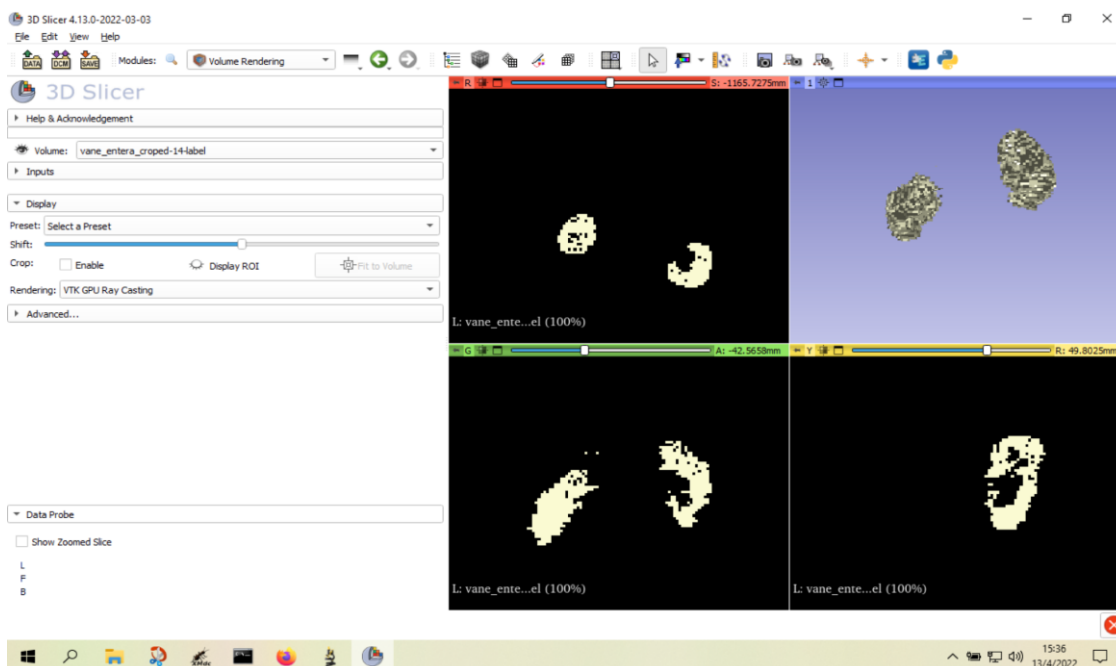 3D Slicer 4.13.0-2022-03-03
File Edit View Help
DATA DCM SAVE Modules: Volume Rendering
3D Slicer
Help & Acknowledgement
Volume: vane_entera_croped-14-label
Inputs
Display
Preset: Select a Preset
Shift:
Crop: Enable Display ROI Fit to Volume
Rendering: VTK GPU Ray Casting
Advanced...
Data Probe
Show Zoomed Slice
L
F
B
R S: -1165.7275mm
L: vane_ente...el (100%)
1
G A: -42.5658mm
L: vane_ente...el (100%)
Y R: 49.8025mm
L: vane_ente...el (100%)
15:36
13/4/2022